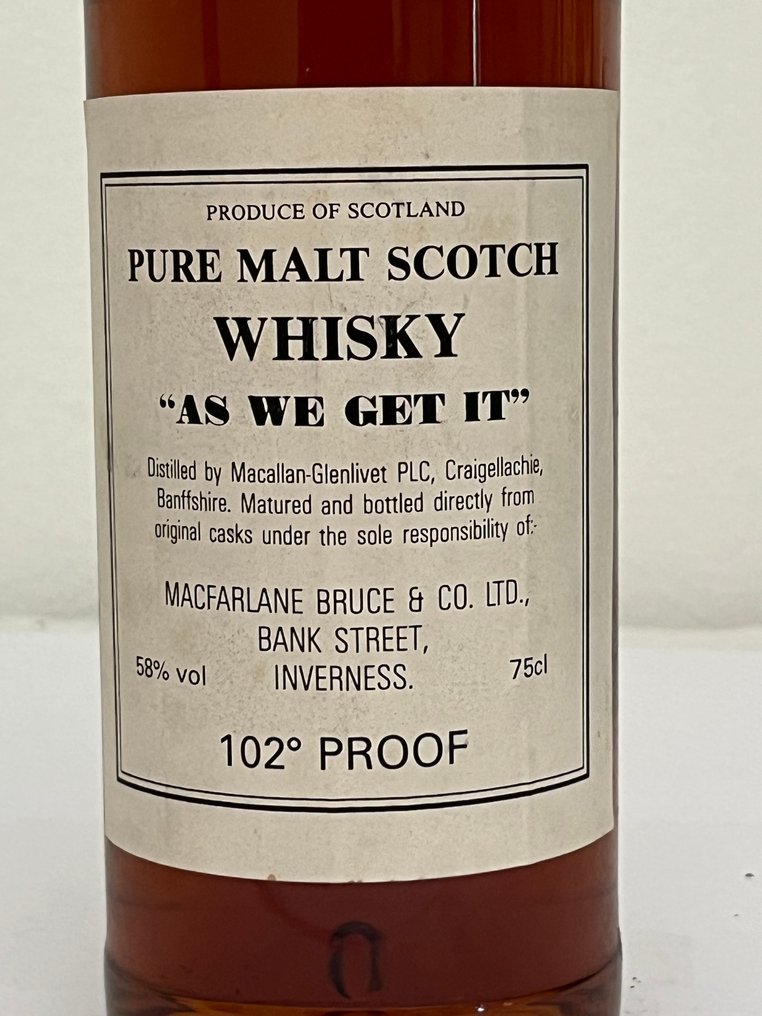 PRODUCE OF SCOTLAND
PURE MALT SCOTCH
WHISKY
“AS WE GET IT”
Distilled by Macallan-Glenlivet PLC, Craigellachie,
Banffshire. Matured and bottled directly from
original casks under the sole responsibility of:-
MACFARLANE BRUCE & CO. LTD.,
BANK STREET,
58% vol INVERNESS. 75cl
102° PROOF